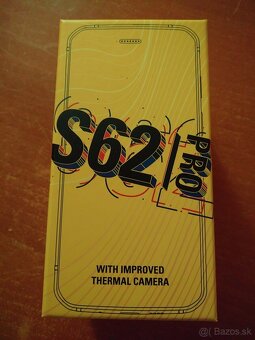 S62
PRO
WITH IMPROVED
THERMAL CAMERA
© Bazos.sk